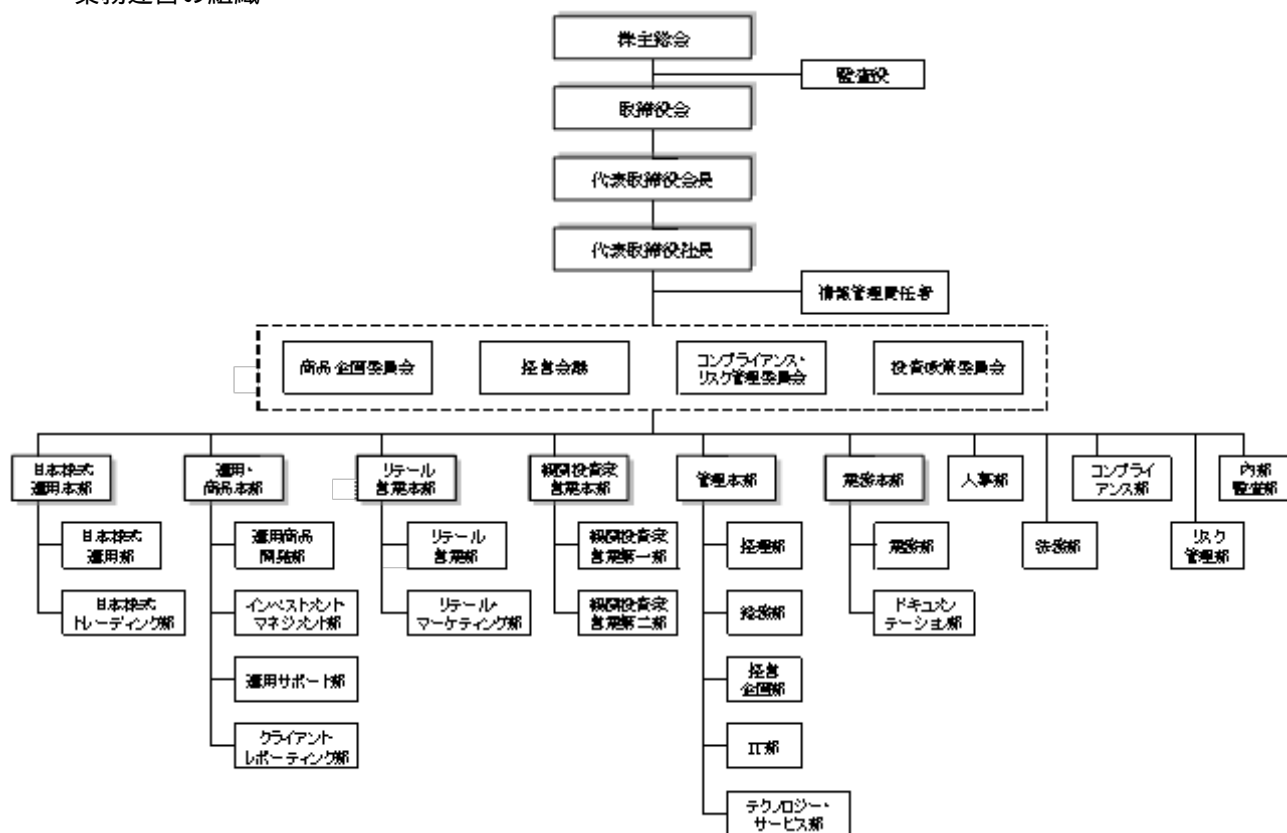 業務運営の組織
株主総会
監査役
取締役会
代表取締役会長
代表取締役社長
情報管理責任者
商品企画委員会
経営会議
コンプライアンス・
リスク管理委員会
投資政策委員会
日本株式
運用本部
運用・
商品本部
リテール
営業本部
機関投資家
営業本部
管理本部
業務本部
人事部
コンプライ
アンス部
内部
監査部
日本株式
運用部
運用商品
開発部
リテール
営業部
機関投資家
営業第一部
経理部
業務部
法務部
リスク
管理部
日本株式
トレーディング部
インベストメント
マネジメント部
リテール・
マーケティング部
機関投資家
営業第二部
総務部
ドキュメン
テーション部
運用サポート部
経営
企画部
クライアント
レポーティング部
IT部
テクノロジー・
サービス部